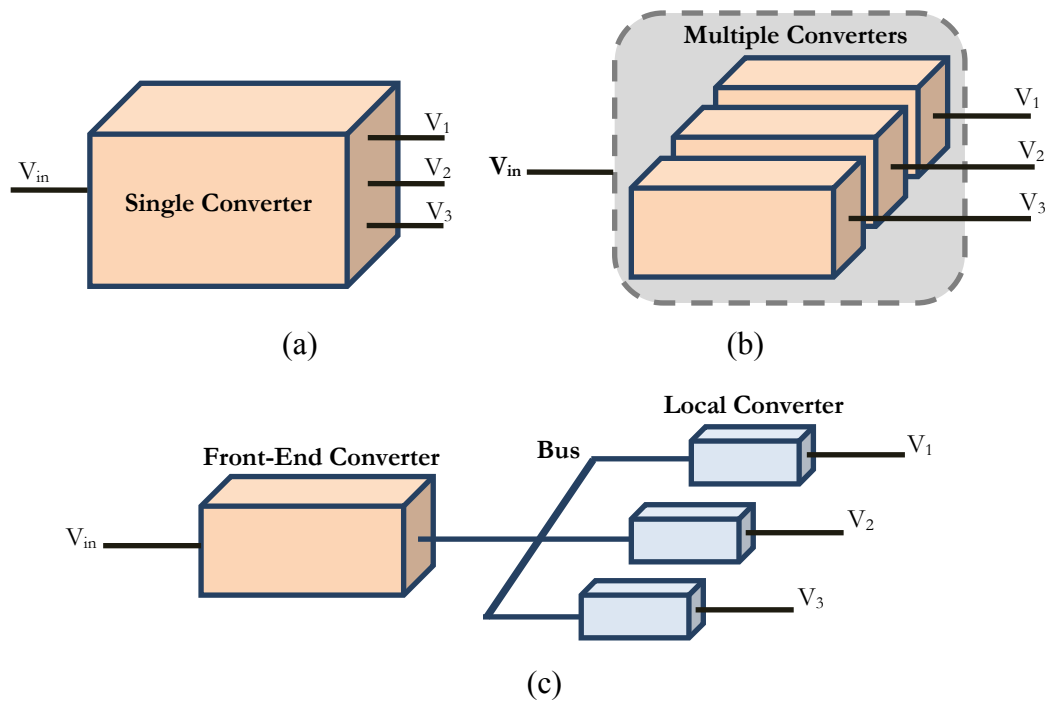 V₁
V₂
V₃
Vᵢₙ
Single Converter
(a)
Multiple Converters
V₁
V₂
V₃
Vᵢₙ
(b)
Local Converter
Front-End Converter
Bus
V₁
V₂
V₃
Vᵢₙ
(c)